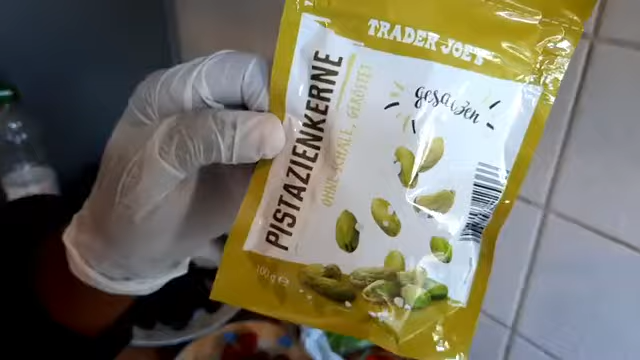 TRADER JOE'S
gesalzen
PISTAZIENKERNE
OHNE SCHALE, GERÖSTET
100 g e